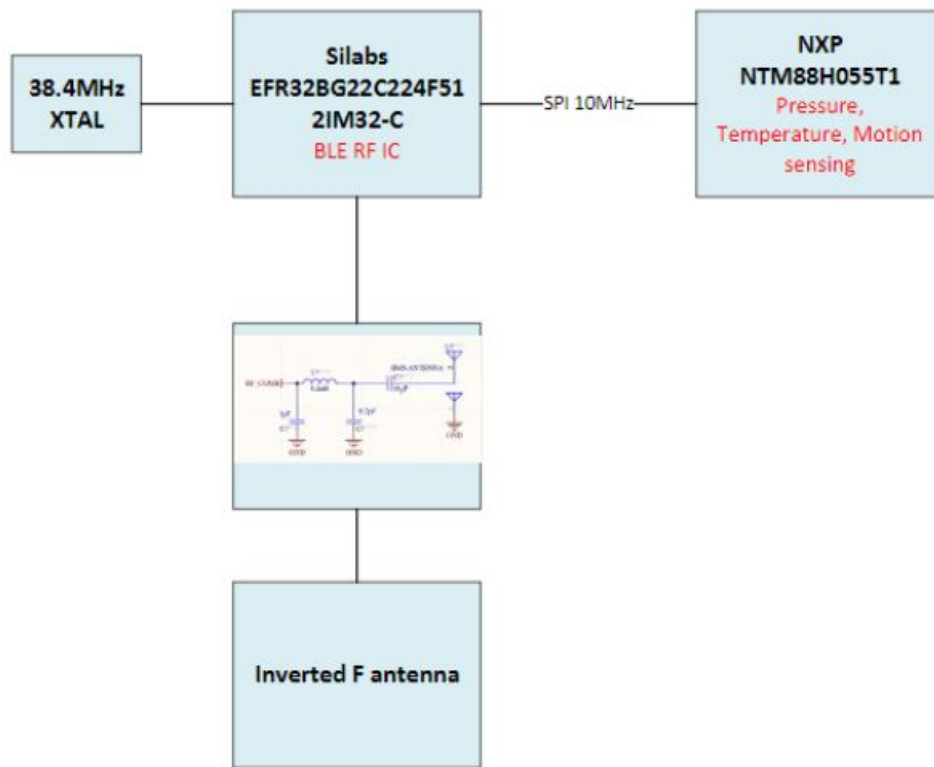 38.4MHz
XTAL
Silabs
EFR32BG22C224F51
2IM32-C
BLE RF IC
SPI 10MHz
NXP
NTM88H055T1
Pressure,
Temperature, Motion
sensing
GND
GND
GND
Inverted F antenna